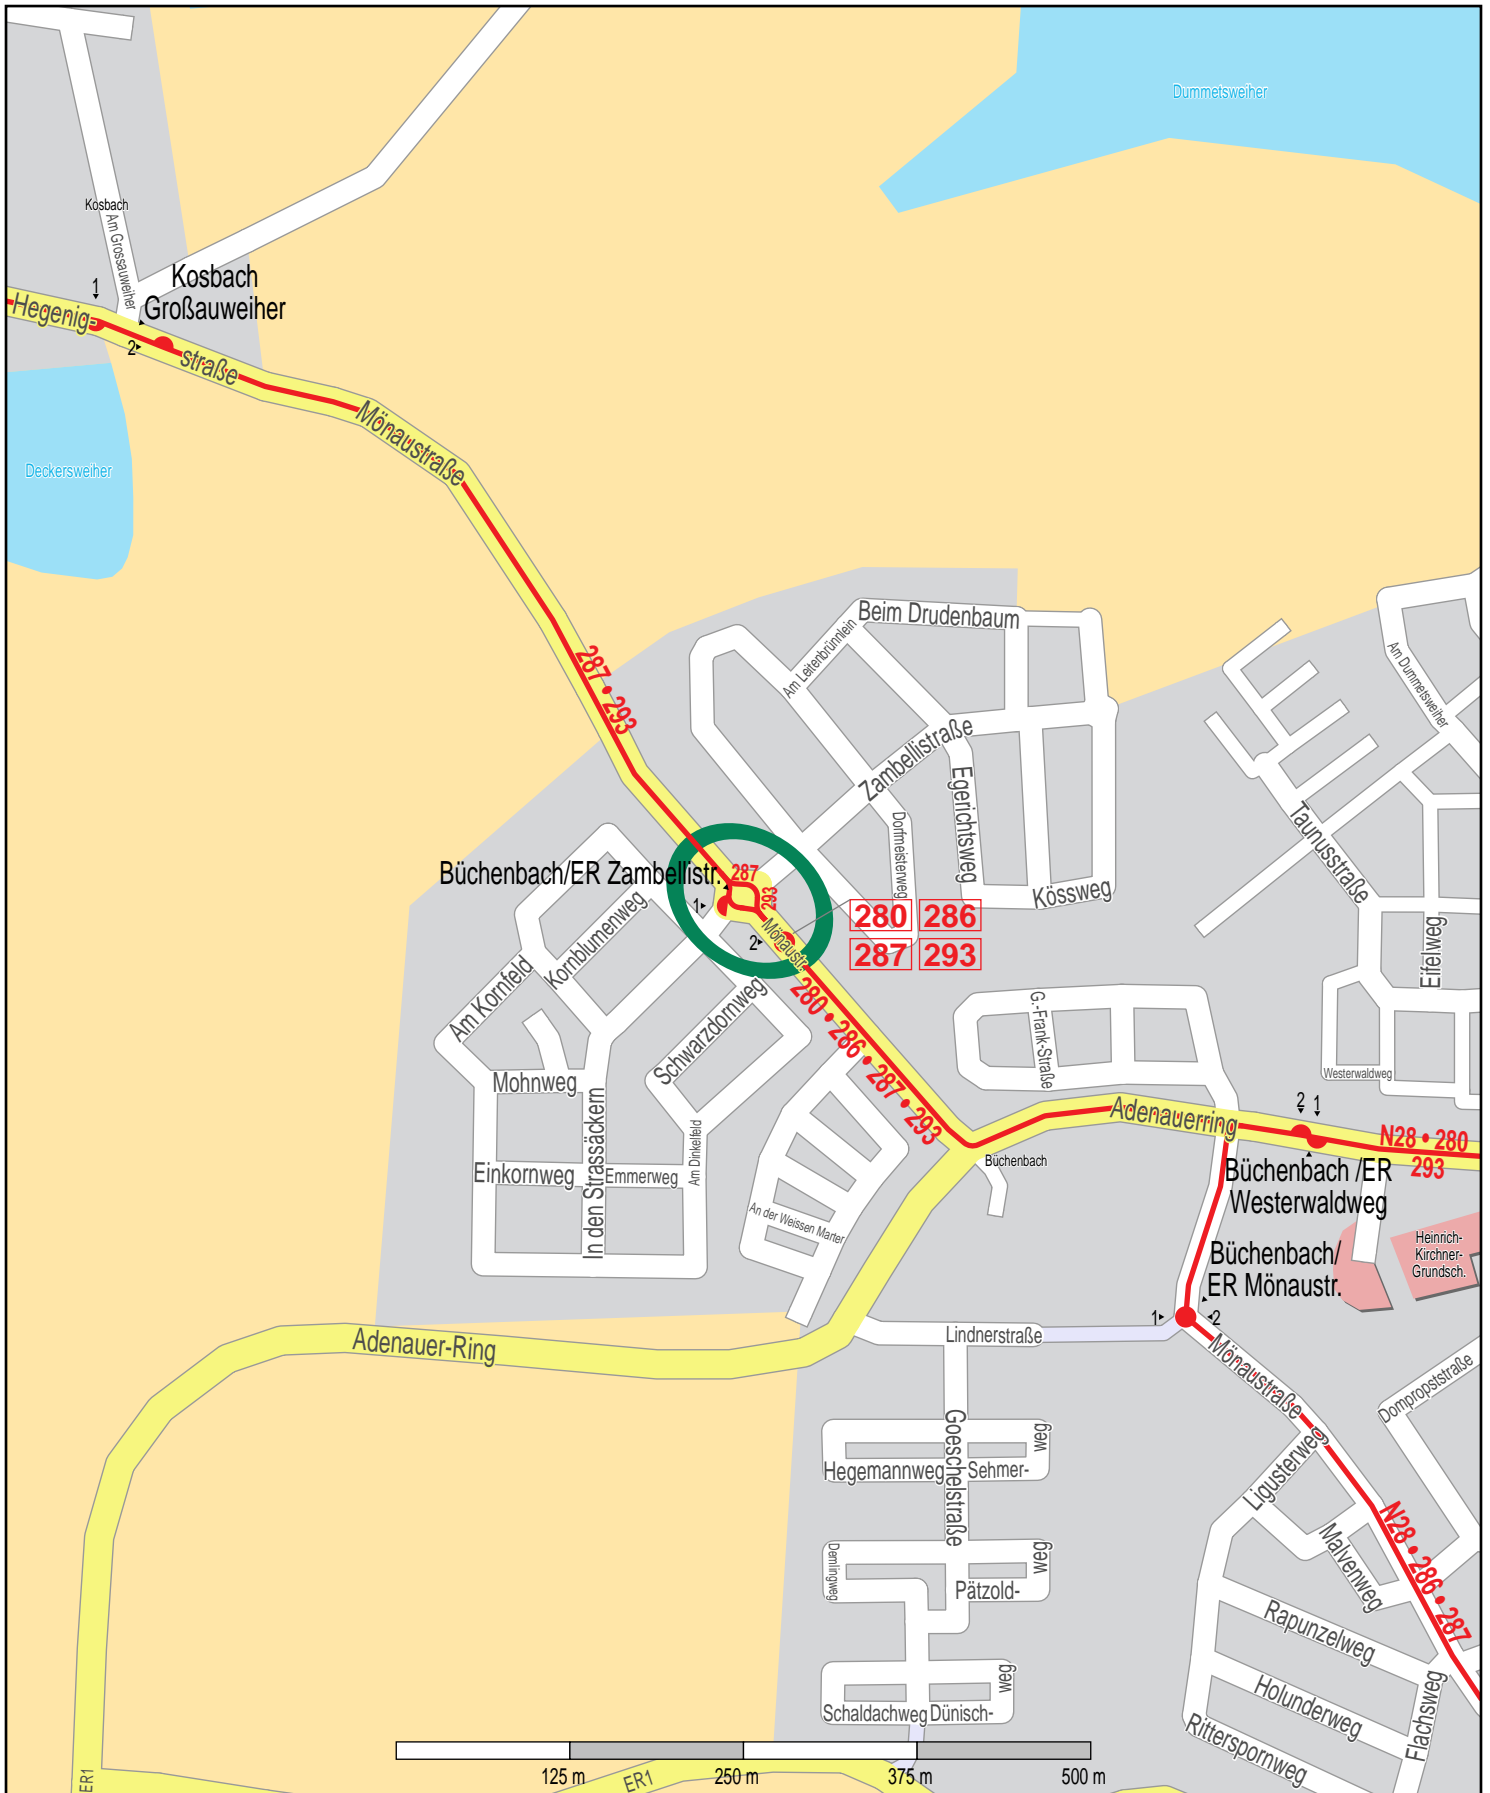 Dummetsweiher
Kosbach
Am Grossauweiher
1
Kosbach
Großauweiher
Hegenig-
2
straße
Mönaustraße
Deckersweiher
287 • 293
Beim Drudenbaum
Am Leitenbrünnlein
Zambellistraße
Egerichtsweg
Dorfmeisterweg
Kössweg
Am Dummetsweiher
Taunusstraße
Eifelweg
Westerwaldweg
Büchenbach/ER Zambellistr.
287
293
1
2
Mönaustr.
280 286
287 293
Kornblumenweg
Am Kornfeld
Schwarzdornweg
280 • 286 • 287 • 293
G.-Frank-Straße
Mohnweg
In den Strassäckern
Einkornweg
Emmerweg
Am Dinkelfeld
An der Weissen Marter
Büchenbach
Adenauerring
2 1
N28 • 280
293
Büchenbach /ER
Westerwaldweg
Heinrich-
Kirchner-
Grundsch.
Büchenbach/
ER Mönaustr.
1
2
Adenauer-Ring
Lindnerstraße
Mönaustraße
Dompropststraße
Goeschelstraße
weg
Hegemannweg
Sehmer-
Ligusterweg
Malvenweg
N28 • 286 • 287
Demlingweg
weg
Pätzold-
Rapunzelweg
Holunderweg
Flachsweg
Ritterspornweg
weg
Schaldachweg
Dünisch-
ER1
ER1
125 m
250 m
375 m
500 m